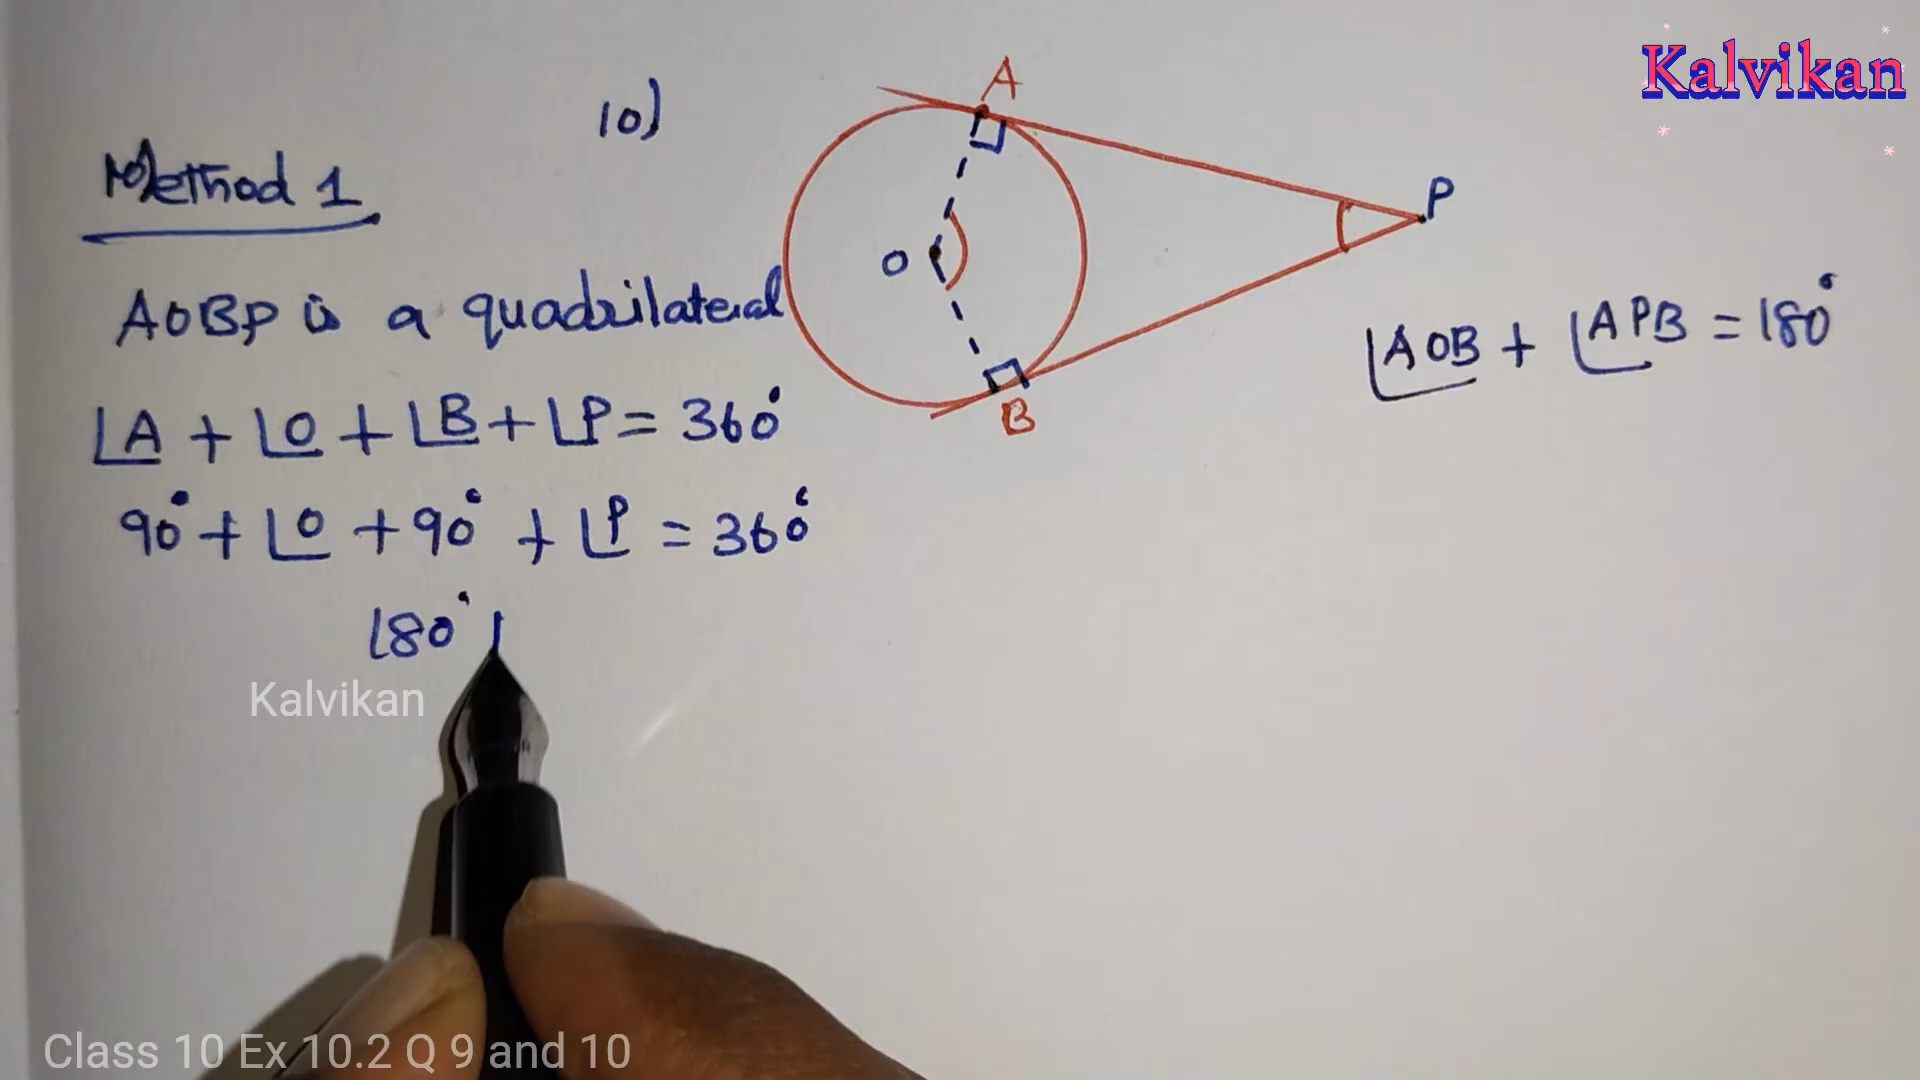 Kalvikan
10)
A
P
O
B
∠AOB + ∠APB = 180°
Method 1
AOBP is a quadrilateral
∠A + ∠O + ∠B + ∠P = 360°
90° + ∠O + 90° + ∠P = 360°
180°
Kalvikan
Class 10 Ex 10.2 Q 9 and 10